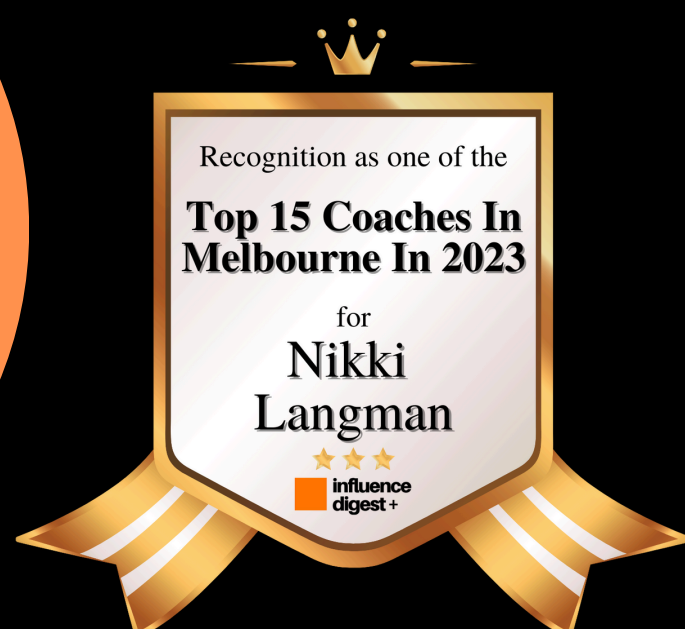 Recognition as one of the
Top 15 Coaches In
Melbourne In 2023
for
Nikki
Langman
influence
digest+